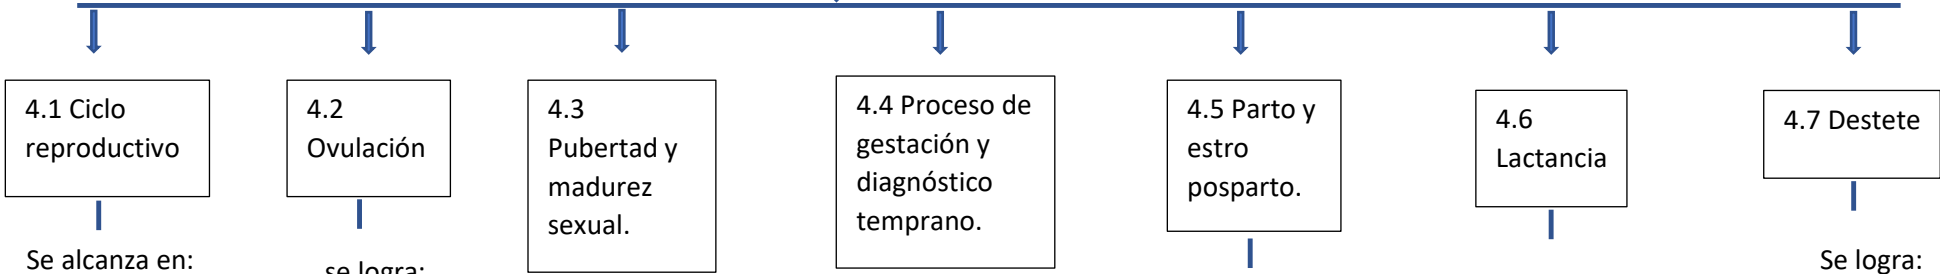 4.1 Ciclo
reproductivo
Se alcanza en:
4.2
Ovulación
se logra:
4.3
Pubertad y
madurez
sexual.
4.4 Proceso de
gestación y
diagnóstico
temprano.
4.5 Parto y
estro
posparto.
4.6
Lactancia
4.7 Destete
Se logra: